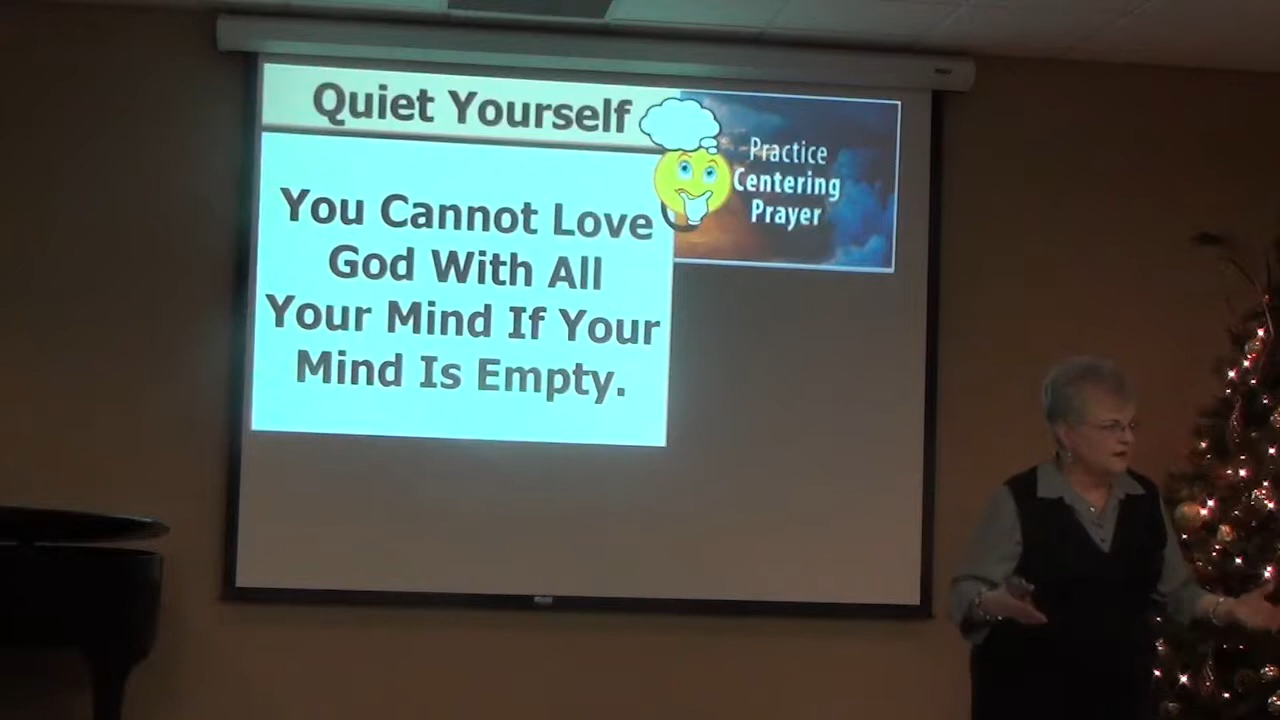 Quiet Yourself
Practice
Centering
Prayer
You Cannot Love
God With All
Your Mind If Your
Mind Is Empty.